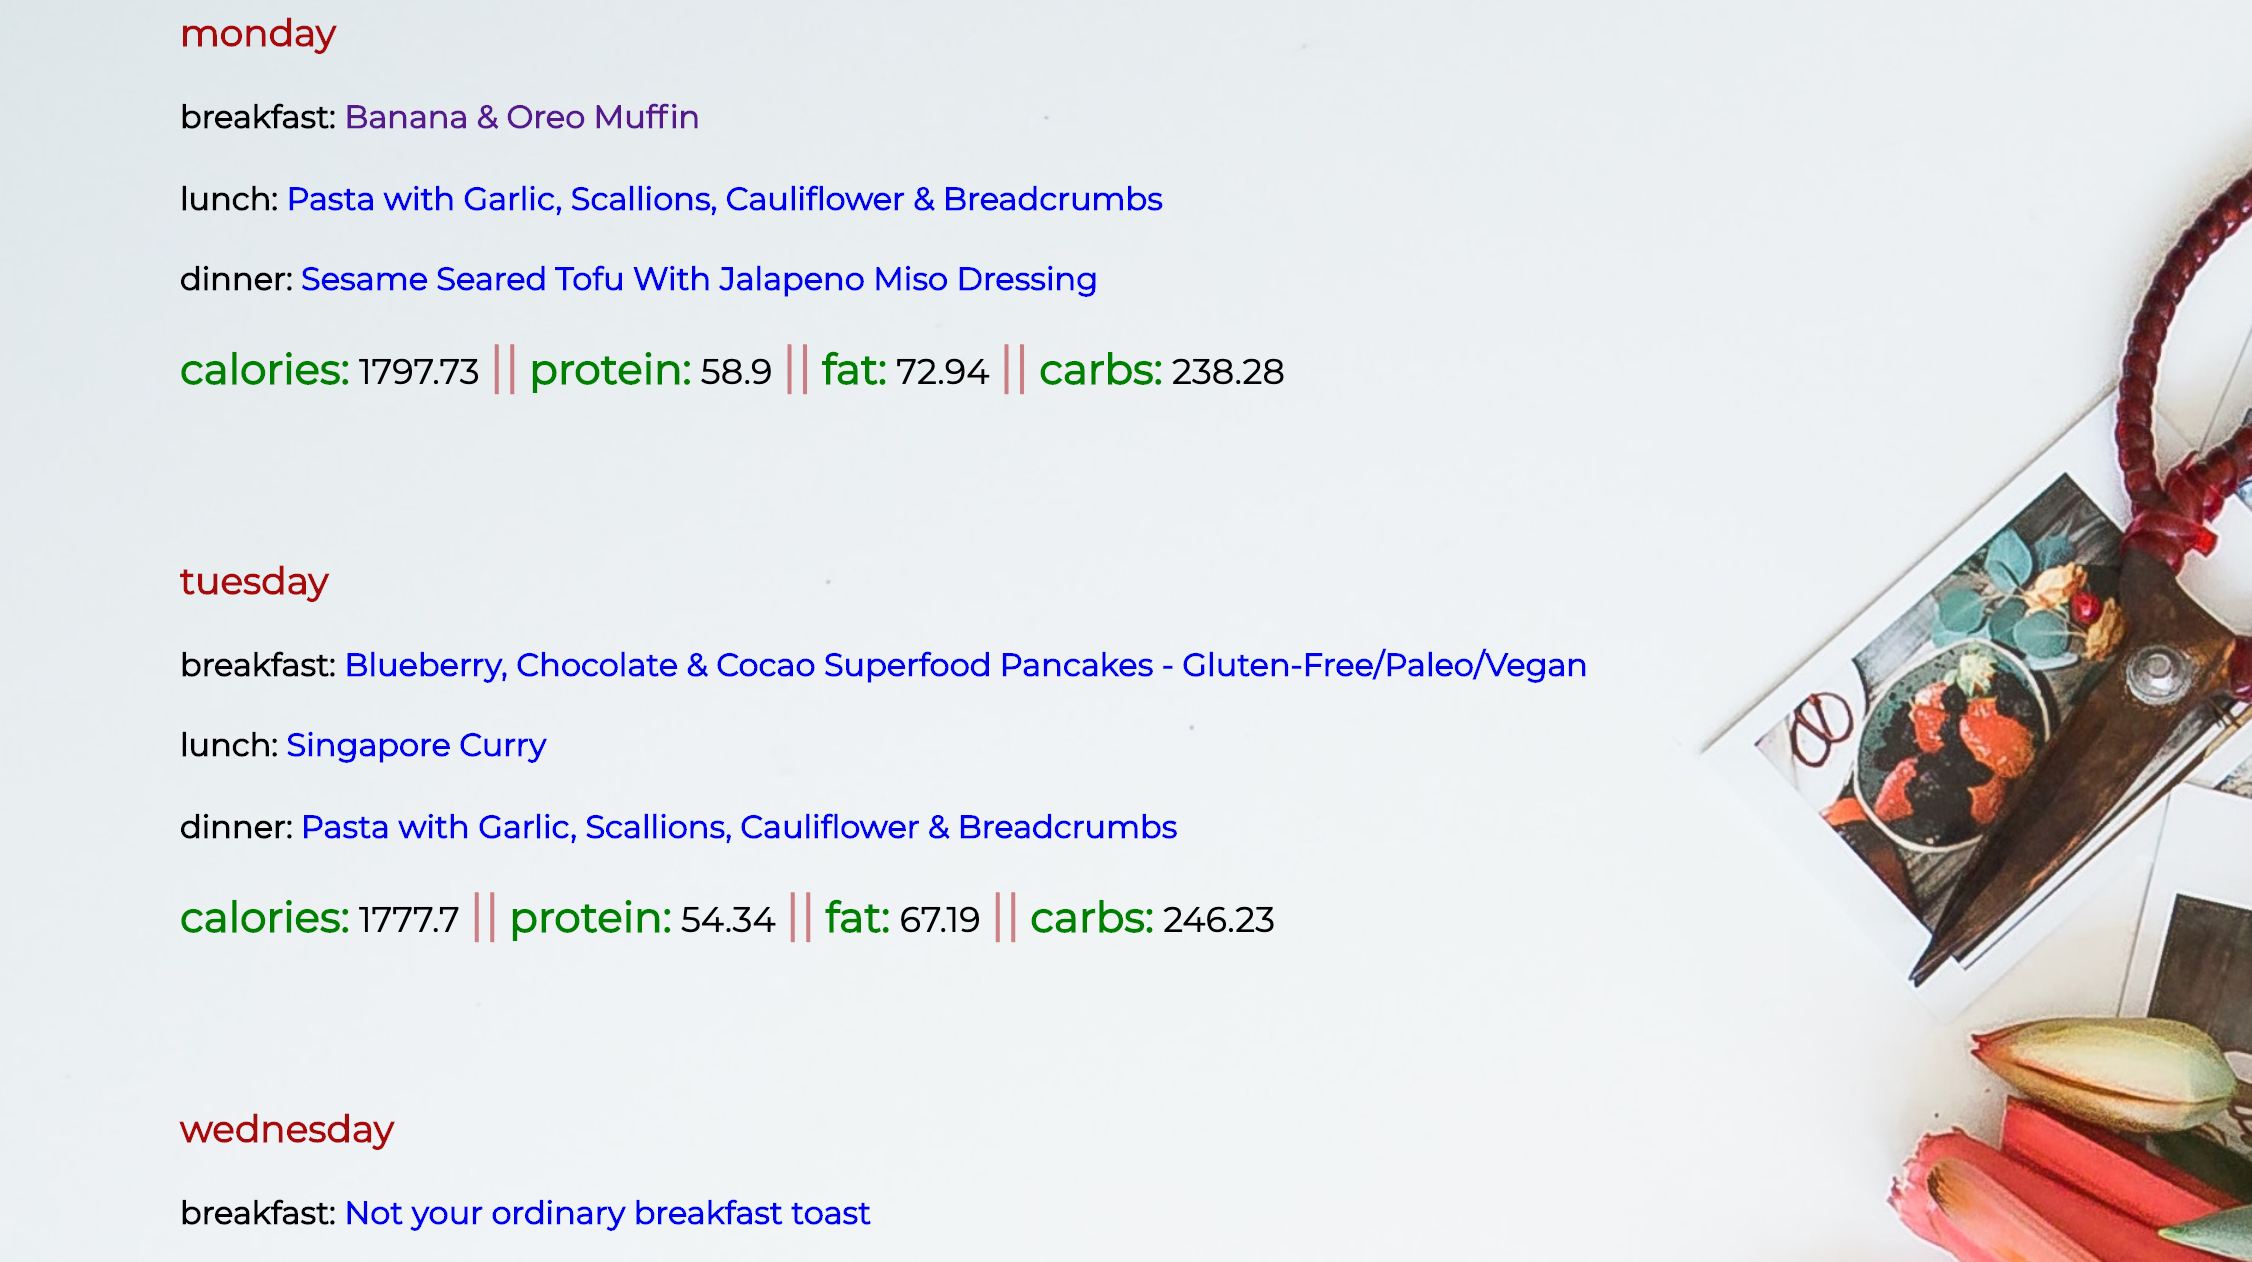 monday
breakfast: Banana & Oreo Muffin
lunch: Pasta with Garlic, Scallions, Cauliflower & Breadcrumbs
dinner: Sesame Seared Tofu With Jalapeno Miso Dressing
calories: 1797.73 || protein: 58.9 || fat: 72.94 || carbs: 238.28
tuesday
breakfast: Blueberry, Chocolate & Cocao Superfood Pancakes - Gluten-Free/Paleo/Vegan
lunch: Singapore Curry
dinner: Pasta with Garlic, Scallions, Cauliflower & Breadcrumbs
calories: 1777.7 || protein: 54.34 || fat: 67.19 || carbs: 246.23
wednesday
breakfast: Not your ordinary breakfast toast